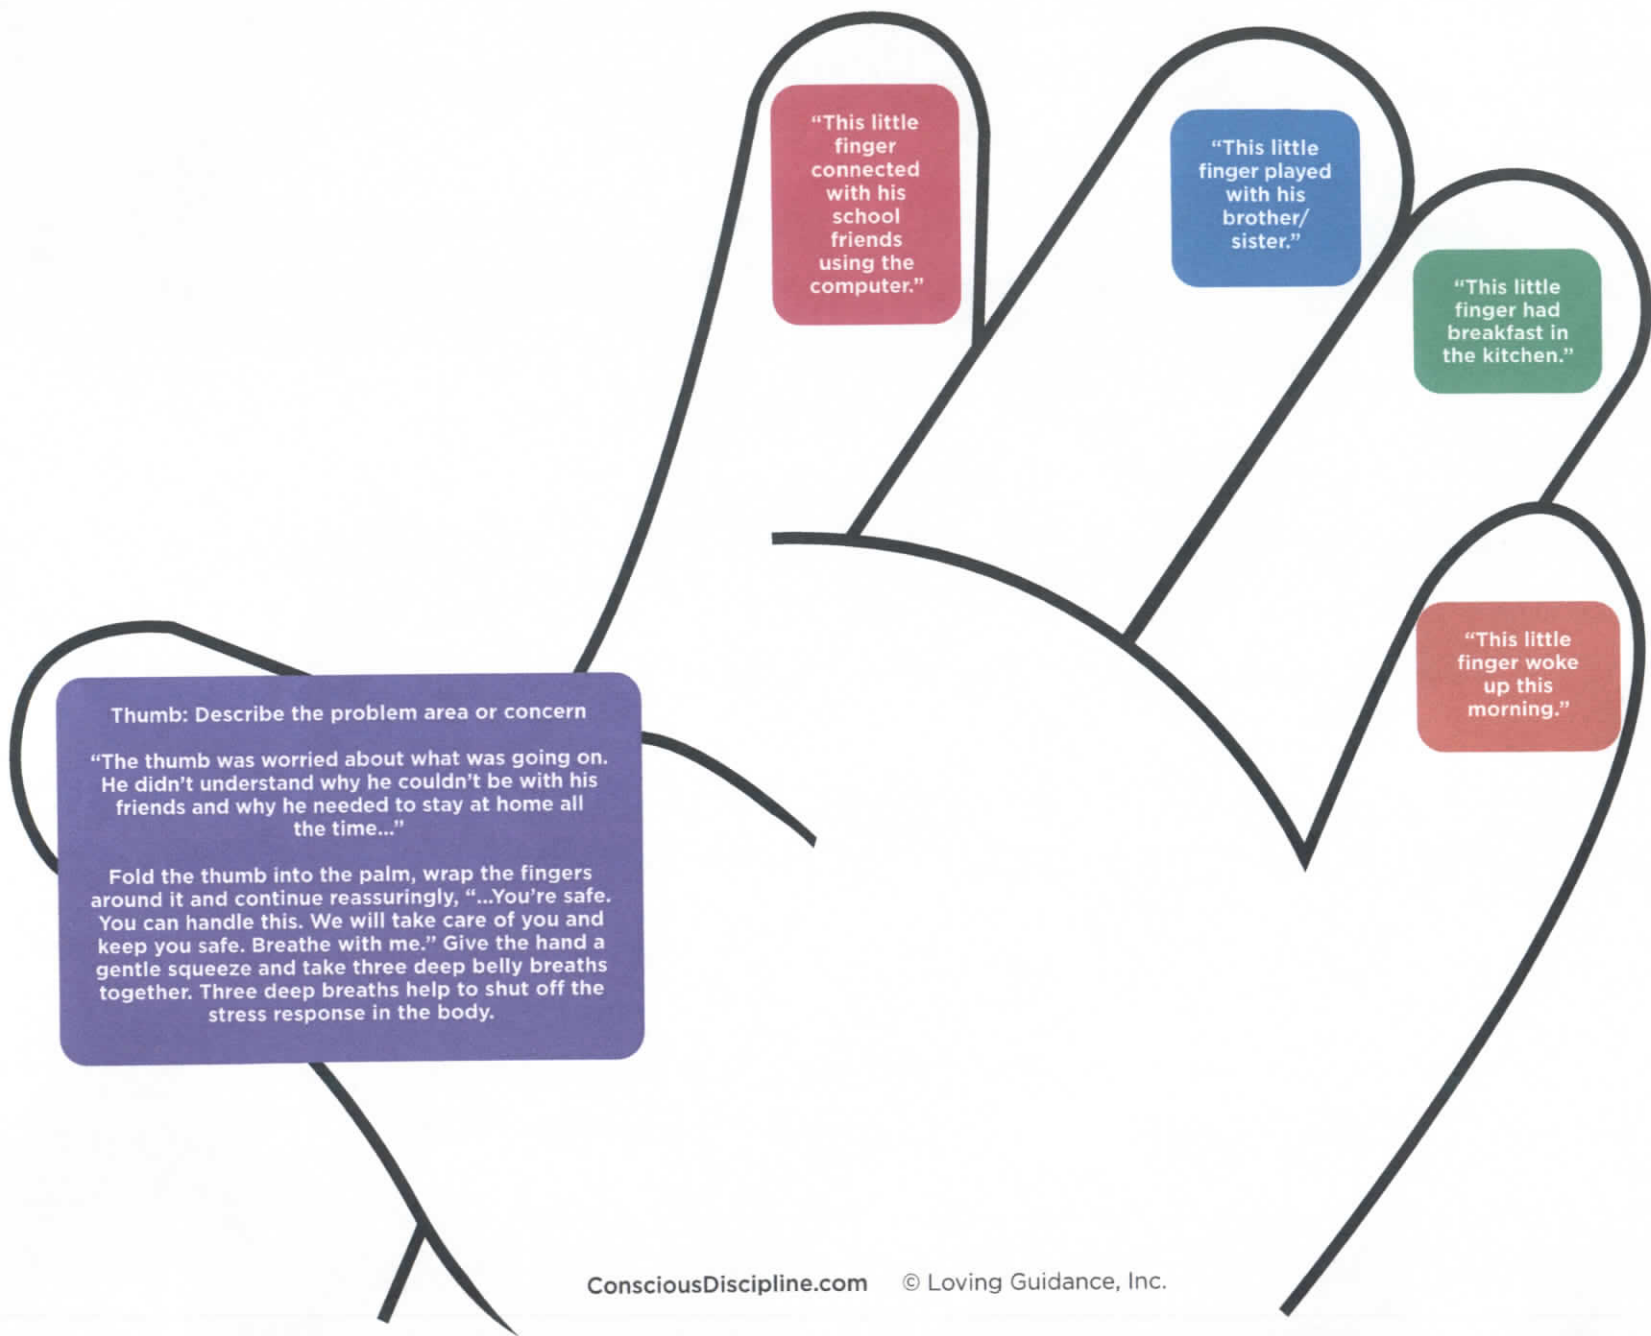 “This little
finger
connected
with his
school
friends
using the
computer.”
“This little
finger played
with his
brother/
sister.”
“This little
finger had
breakfast in
the kitchen.”
“This little
finger woke
up this
morning.”
Thumb: Describe the problem area or concern
“The thumb was worried about what was going on.
He didn’t understand why he couldn’t be with his
friends and why he needed to stay at home all
the time...”
Fold the thumb into the palm, wrap the fingers
around it and continue reassuringly, “...You’re safe.
You can handle this. We will take care of you and
keep you safe. Breathe with me.” Give the hand a
gentle squeeze and take three deep belly breaths
together. Three deep breaths help to shut off the
stress response in the body.
ConsciousDiscipline.com © Loving Guidance, Inc.